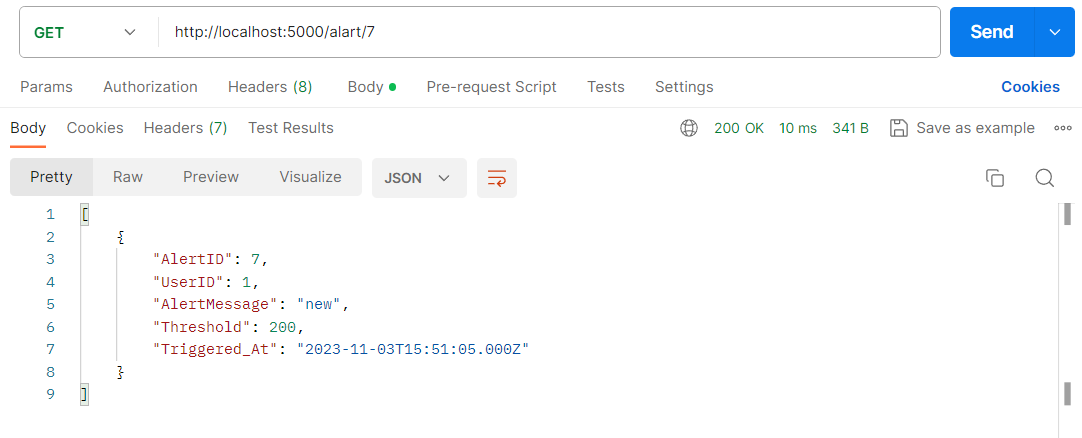 GET http://localhost:5000/alart/7 Send
Params Authorization Headers (8) Body Pre-request Script Tests Settings Cookies
Body Cookies Headers (7) Test Results 200 OK 10 ms 341 B Save as example
Pretty Raw Preview Visualize JSON
1 [
2 {
3 "AlertID": 7,
4 "UserID": 1,
5 "AlertMessage": "new",
6 "Threshold": 200,
7 "Triggered_At": "2023-11-03T15:51:05.000Z"
8 }
9 ]